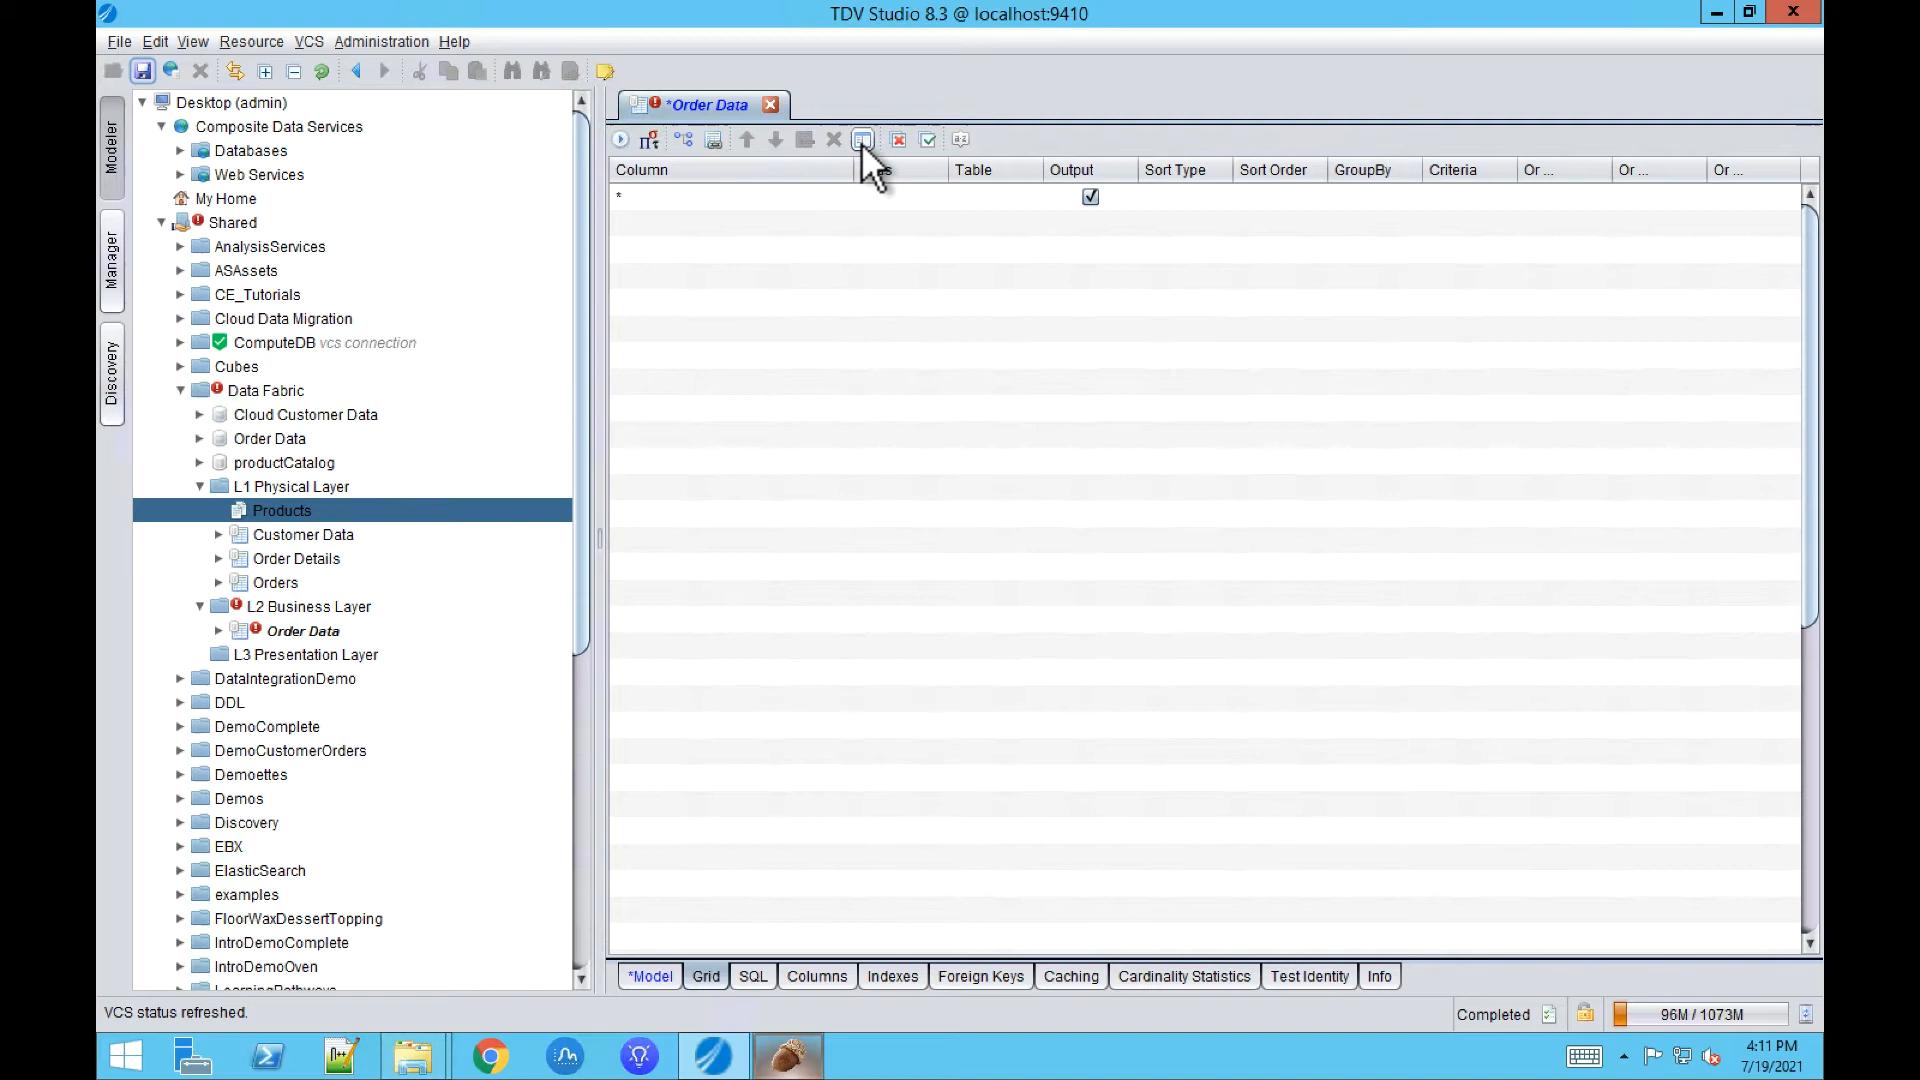 TDV Studio 8.3 @ localhost:9410
File Edit View Resource VCS Administration Help
*Order Data
Modeler
Manager
Discovery
Desktop (admin)
Composite Data Services
Databases
Web Services
My Home
Shared
AnalysisServices
ASAssets
CE_Tutorials
Cloud Data Migration
ComputeDB vcs connection
Cubes
Data Fabric
Cloud Customer Data
Order Data
productCatalog
L1 Physical Layer
Products
Customer Data
Order Details
Orders
L2 Business Layer
Order Data
L3 Presentation Layer
DataIntegrationDemo
DDL
DemoComplete
DemoCustomerOrders
Demoettes
Demos
Discovery
EBX
ElasticSearch
examples
FloorWaxDessertTopping
IntroDemoComplete
IntroDemoOven
LearningPathways
Column Table Output Sort Type Sort Order GroupBy Criteria Or ... Or ... Or ...
*
*Model Grid SQL Columns Indexes Foreign Keys Caching Cardinality Statistics Test Identity Info
VCS status refreshed.
Completed 96M / 1073M
4:11 PM
7/19/2021